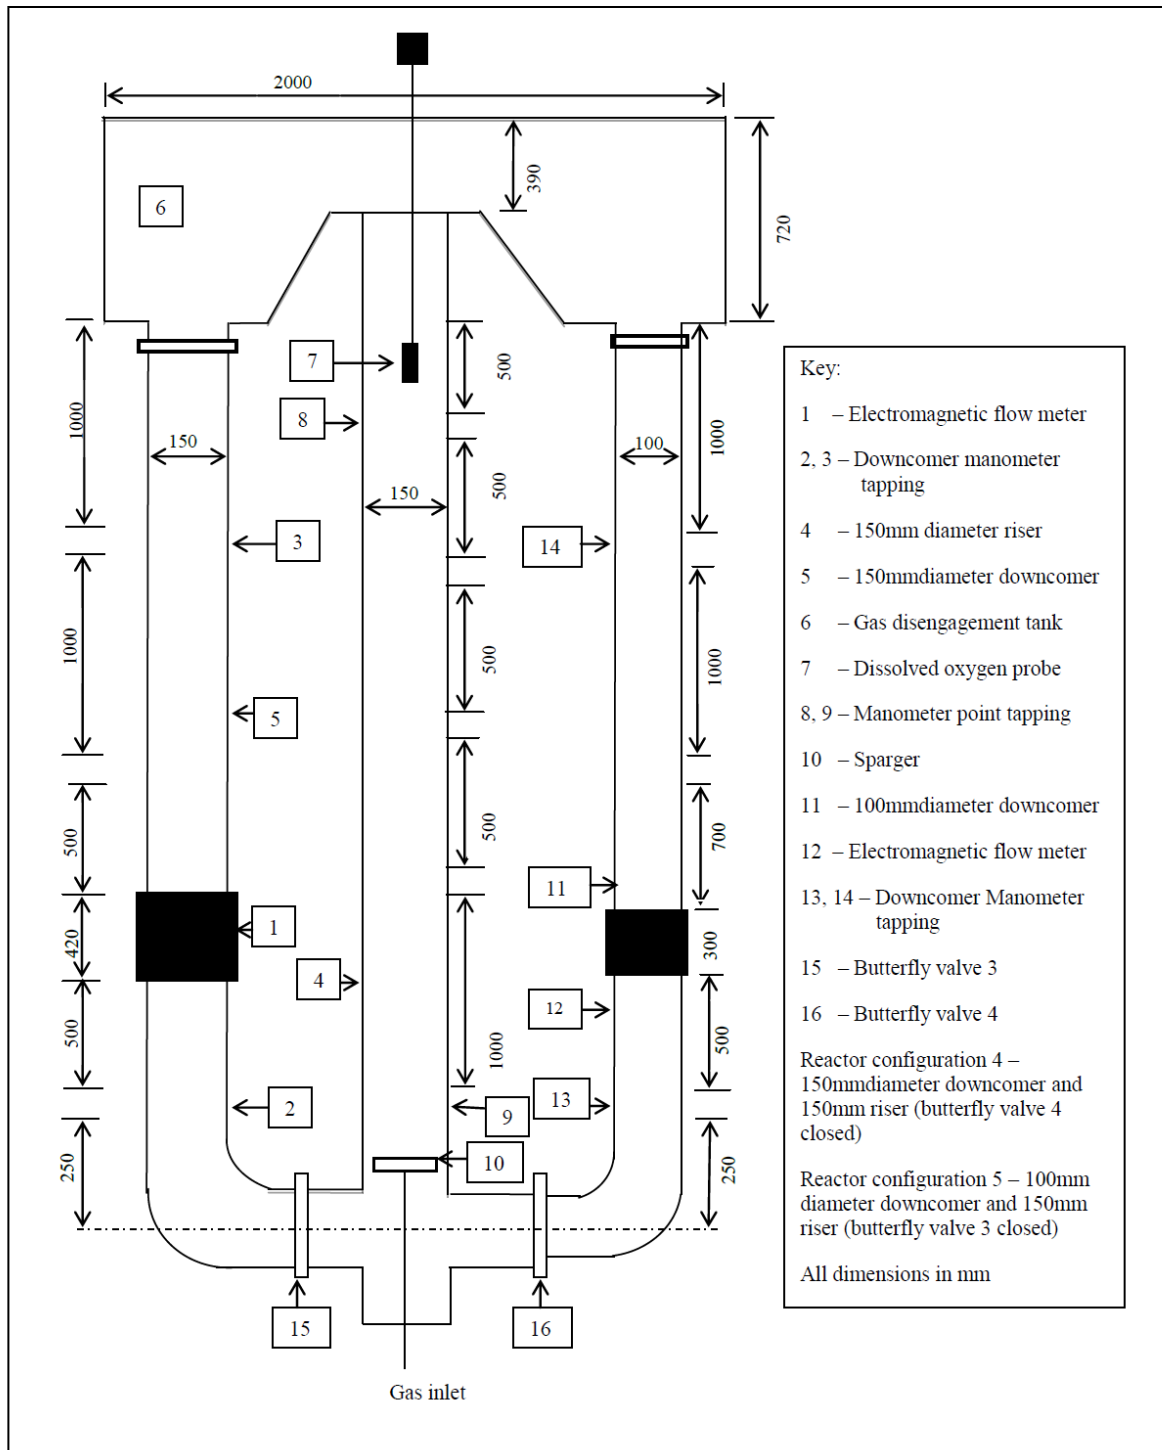 2000
390
6
720
7
500
8
1000
150
100
1000
150
500
3
14
1000
500
1000
5
500
500
700
11
1
420
300
4
12
500
1000
500
2
9
13
10
250
250
15
16
Gas inlet
Key:
1 – Electromagnetic flow meter
2, 3 – Downcomer manometer
tapping
4 – 150mm diameter riser
5 – 150mmdiameter downcomer
6 – Gas disengagement tank
7 – Dissolved oxygen probe
8, 9 – Manometer point tapping
10 – Sparger
11 – 100mmdiameter downcomer
12 – Electromagnetic flow meter
13, 14 – Downcomer Manometer
tapping
15 – Butterfly valve 3
16 – Butterfly valve 4
Reactor configuration 4 –
150mmdiameter downcomer and
150mm riser (butterfly valve 4
closed)
Reactor configuration 5 – 100mm
diameter downcomer and 150mm
riser (butterfly valve 3 closed)
All dimensions in mm